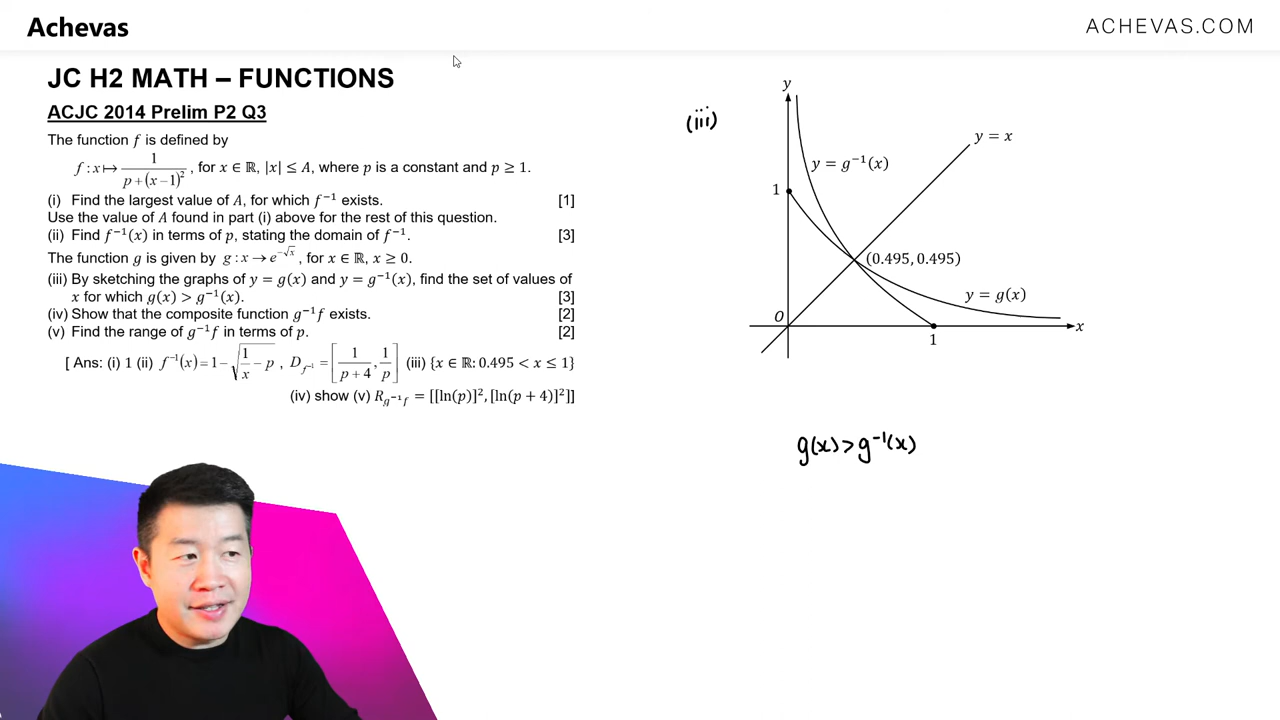 Achevas
ACHEVAS.COM
JC H2 MATH – FUNCTIONS
ACJC 2014 Prelim P2 Q3
The function f is defined by
f : x ↦ 1/(p+(x−1)²), for x ∈ ℝ, |x| ≤ A, where p is a constant and p ≥ 1.
(i) Find the largest value of A, for which f⁻¹ exists. [1]
Use the value of A found in part (i) above for the rest of this question.
(ii) Find f⁻¹(x) in terms of p, stating the domain of f⁻¹. [3]
The function g is given by g : x → e^(−√x), for x ∈ ℝ, x ≥ 0.
(iii) By sketching the graphs of y = g(x) and y = g⁻¹(x), find the set of values of
x for which g(x) > g⁻¹(x). [3]
(iv) Show that the composite function g⁻¹f exists. [2]
(v) Find the range of g⁻¹f in terms of p. [2]
[ Ans: (i) 1 (ii) f⁻¹(x) = 1−√(1/x − p) , D_f⁻¹ = [1/(p+4), 1/p] (iii) {x ∈ ℝ: 0.495 < x ≤ 1}
(iv) show (v) R_g⁻¹f = [[ln(p)]², [ln(p + 4)]²]]
(iii)
y
y = x
y = g⁻¹(x)
1
(0.495, 0.495)
y = g(x)
O
x
1
g(x) > g⁻¹(x)